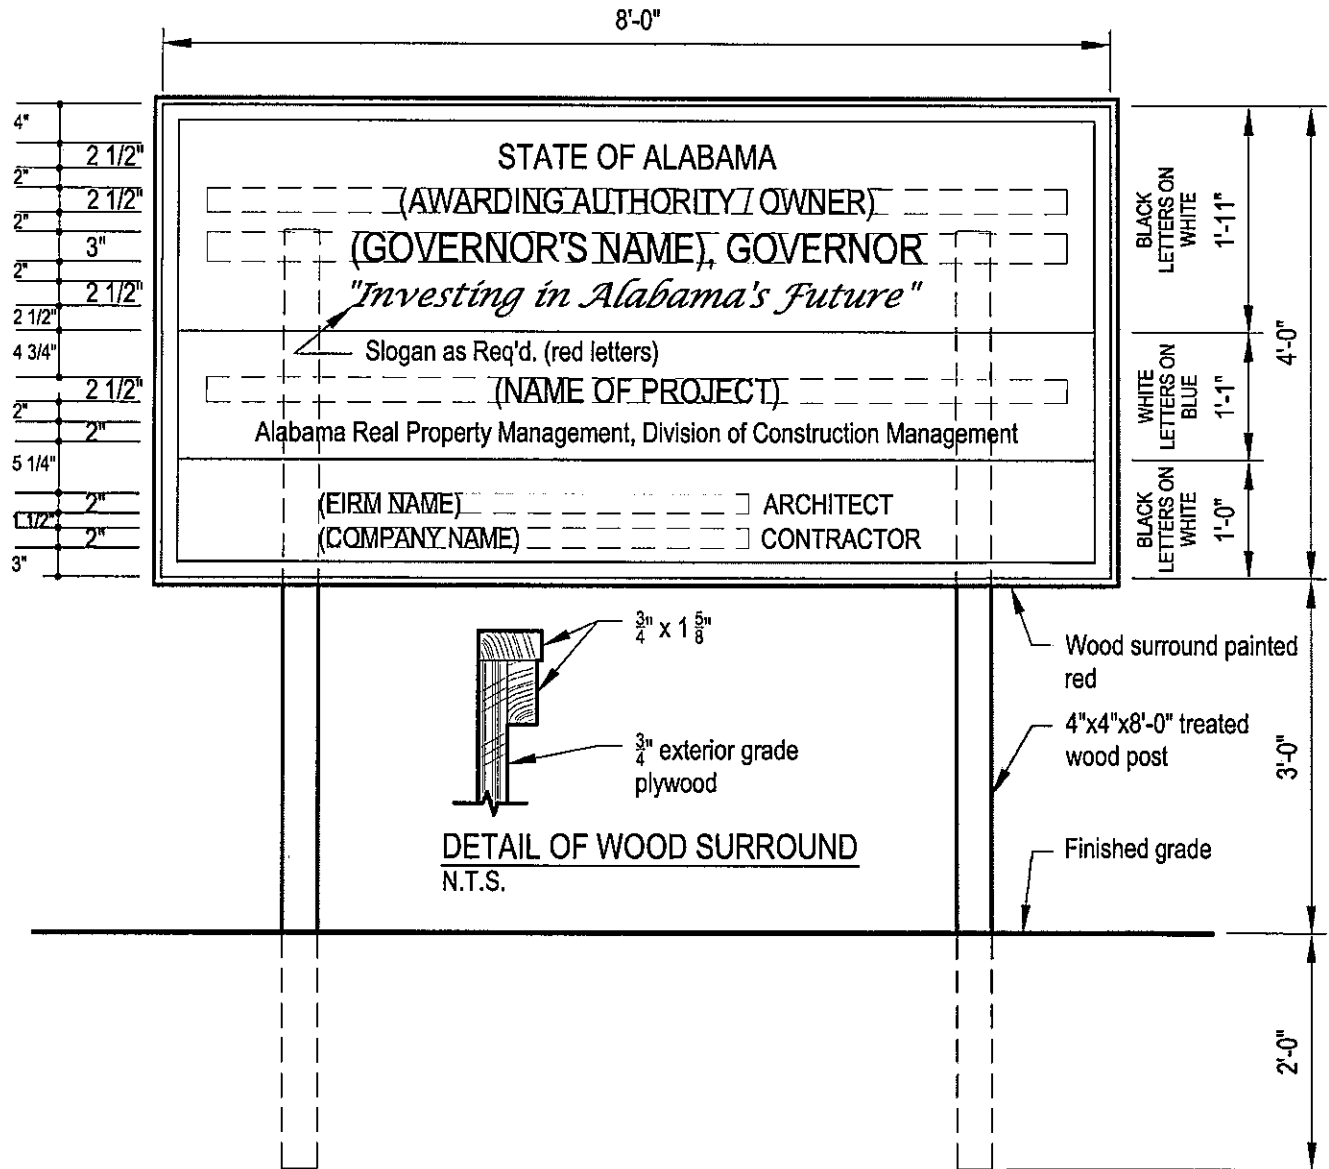 8'-0"
4"
2 1/2"
2"
2 1/2"
2"
3"
2"
2 1/2"
2 1/2"
4 3/4"
2 1/2"
2"
2"
5 1/4"
2"
1 1/2"
2"
3"
STATE OF ALABAMA
(AWARDING AUTHORITY / OWNER)
(GOVERNOR'S NAME), GOVERNOR
"Investing in Alabama's Future"
Slogan as Req'd. (red letters)
(NAME OF PROJECT)
Alabama Real Property Management, Division of Construction Management
(FIRM NAME) ARCHITECT
(COMPANY NAME) CONTRACTOR
BLACK
LETTERS ON
WHITE
1'-11"
WHITE
LETTERS ON
BLUE
1'-1"
BLACK
LETTERS ON
WHITE
1'-0"
4'-0"
3/4" x 1 5/8"
3/4" exterior grade
plywood
DETAIL OF WOOD SURROUND
N.T.S.
Wood surround painted
red
4"x4"x8'-0" treated
wood post
Finished grade
3'-0"
2'-0"